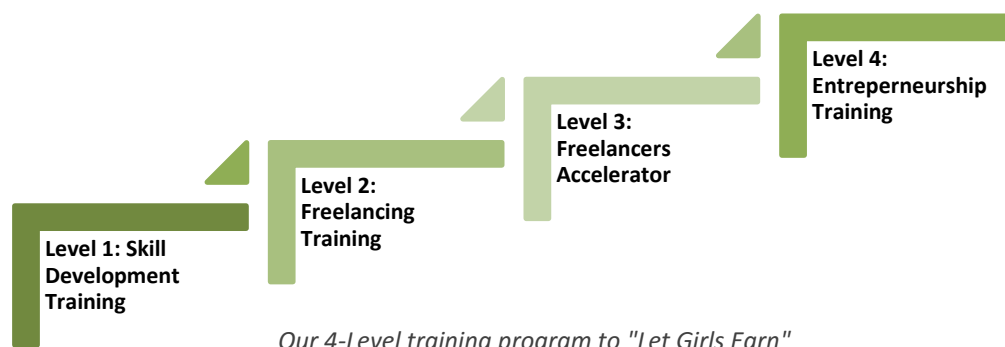 Level 1: Skill
Development
Training
Level 2:
Freelancing
Training
Level 3:
Freelancers
Accelerator
Level 4:
Entreperneurship
Training
Our 4-Level training program to "Let Girls Earn"